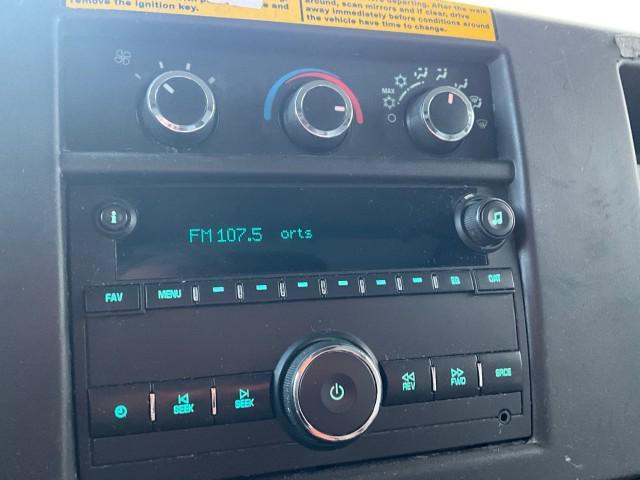 remove the ignition key.
around, scan mirrors and if clear, drive
away immediately before conditions around
the vehicle have time to change.
MAX
i
FM 107.5 orts
FAV
MENU
CAT
SEEK
SEEK
REV
FWD
SRCE